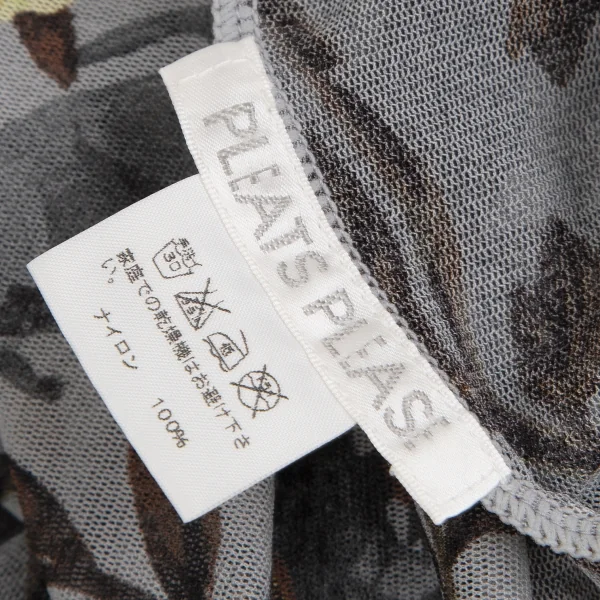 PLEATS PLEASE
手洗イ
30
家庭での乾燥機はお避け下さ
い。
ナイロン 100%